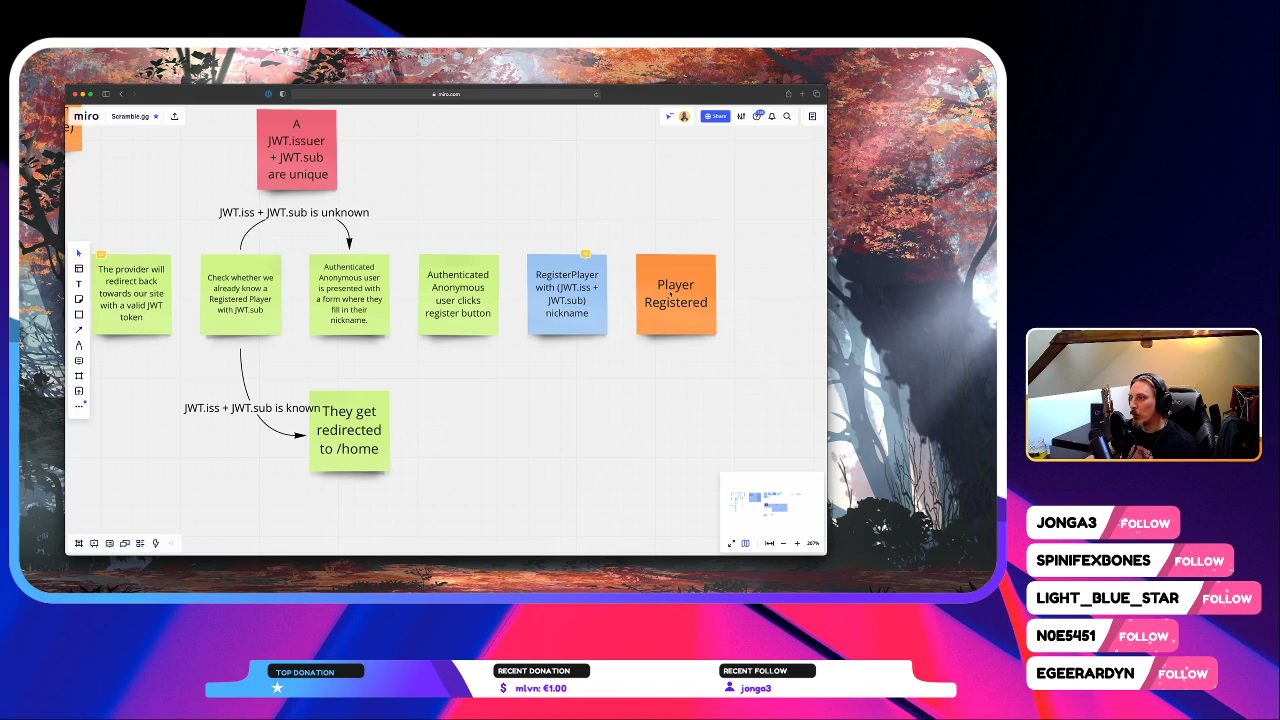 miro.com
miro
Scramble.gg
Share
e)
A
JWT.issuer
+ JWT.sub
are unique
JWT.iss + JWT.sub is unknown
The provider will
redirect back
towards our site
with a valid JWT
token
Check whether we
already know a
Registered Player
with JWT.sub
Authenticated
Anonymous user
is presented with
a form where they
fill in their
nickname.
Authenticated
Anonymous
user clicks
register button
RegisterPlayer
with (JWT.iss +
JWT.sub)
nickname
Player
Registered
JWT.iss + JWT.sub is known
They get
redirected
to /home
207%
JONGA3 FOLLOW
SPINIFEXBONES FOLLOW
LIGHT_BLUE_STAR FOLLOW
N0E5451 FOLLOW
EGEERARDYN FOLLOW
TOP DONATION
RECENT DONATION
$ mlvn: €1.00
RECENT FOLLOW
jonga3